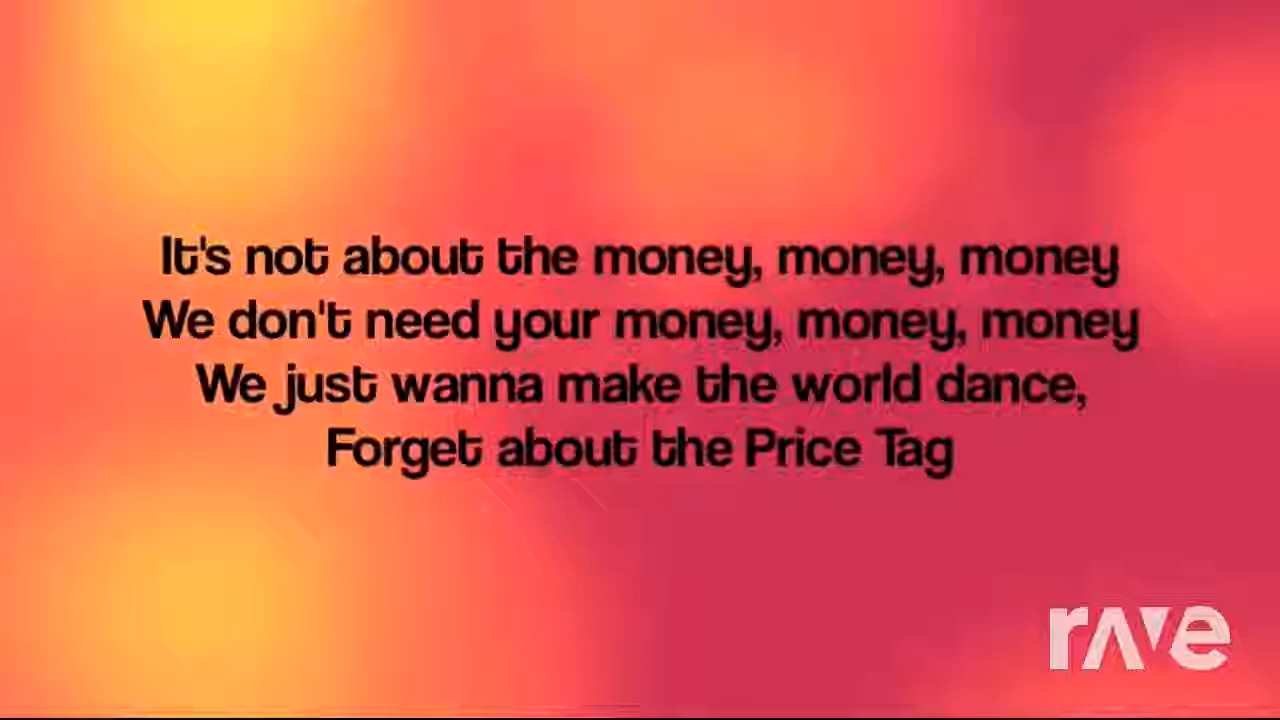 It's not about the money, money, money
We don't need your money, money, money
We just wanna make the world dance,
Forget about the Price Tag
rave